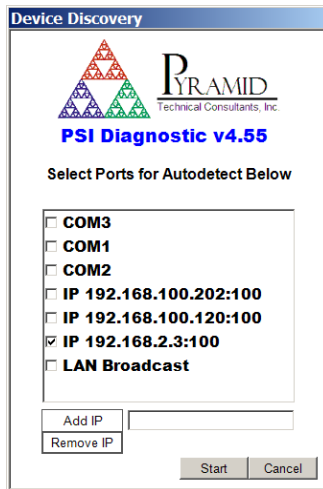 Device Discovery
PYRAMID
Technical Consultants, Inc.
PSI Diagnostic v4.55
Select Ports for Autodetect Below
COM3
COM1
COM2
IP 192.168.100.202:100
IP 192.168.100.120:100
IP 192.168.2.3:100
LAN Broadcast
Add IP
Remove IP
Start Cancel